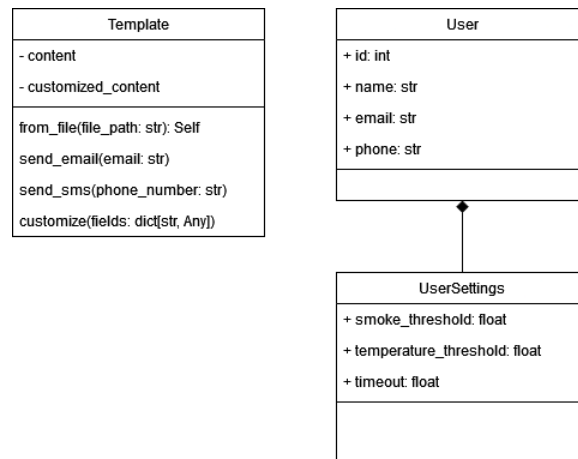 Template
- content
- customized_content
from_file(file_path: str): Self
send_email(email: str)
send_sms(phone_number: str)
customize(fields: dict[str, Any])
User
+ id: int
+ name: str
+ email: str
+ phone: str
UserSettings
+ smoke_threshold: float
+ temperature_threshold: float
+ timeout: float